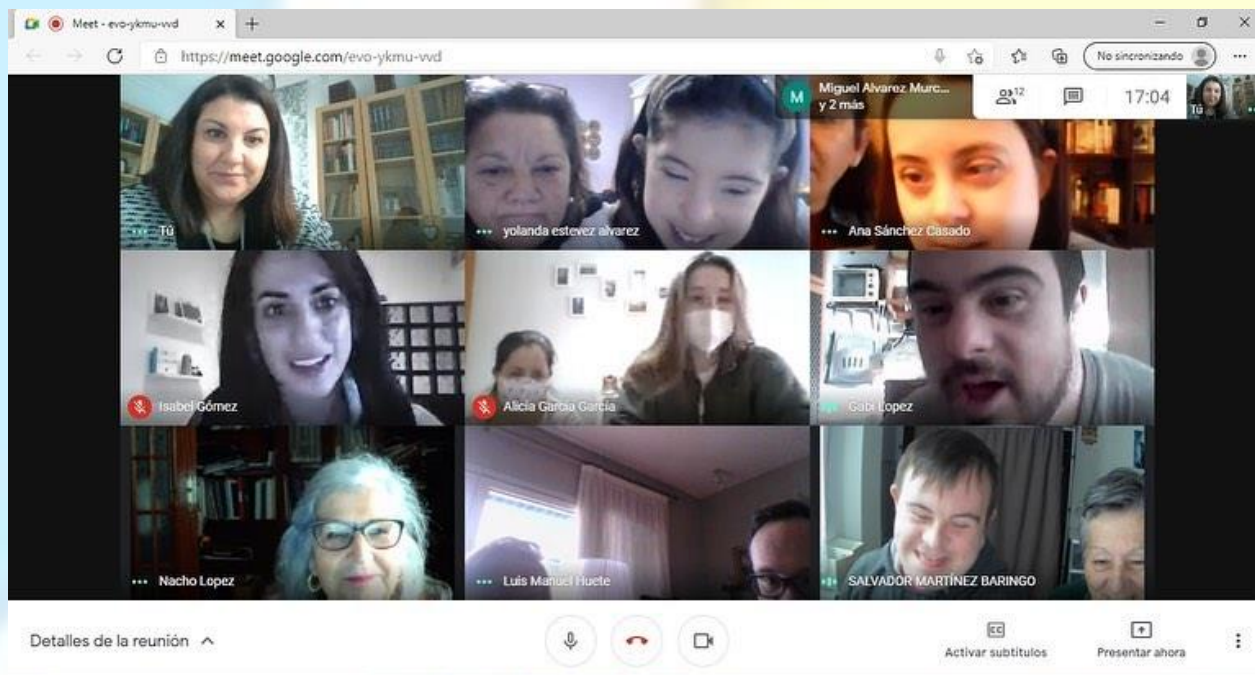 Meet - evo-ykmu-vvd
https://meet.google.com/evo-ykmu-vvd
No sincronizando
Miguel Alvarez Murc...
y 2 más
M
12
17:04
Tú
Tú
yolanda estevez alvarez
Ana Sánchez Casado
Isabel Gómez
Alicia García García
Gabi Lopez
Nacho Lopez
Luis Manuel Huete
SALVADOR MARTÍNEZ BARINGO
Detalles de la reunión
CC
Activar subtítulos
Presentar ahora